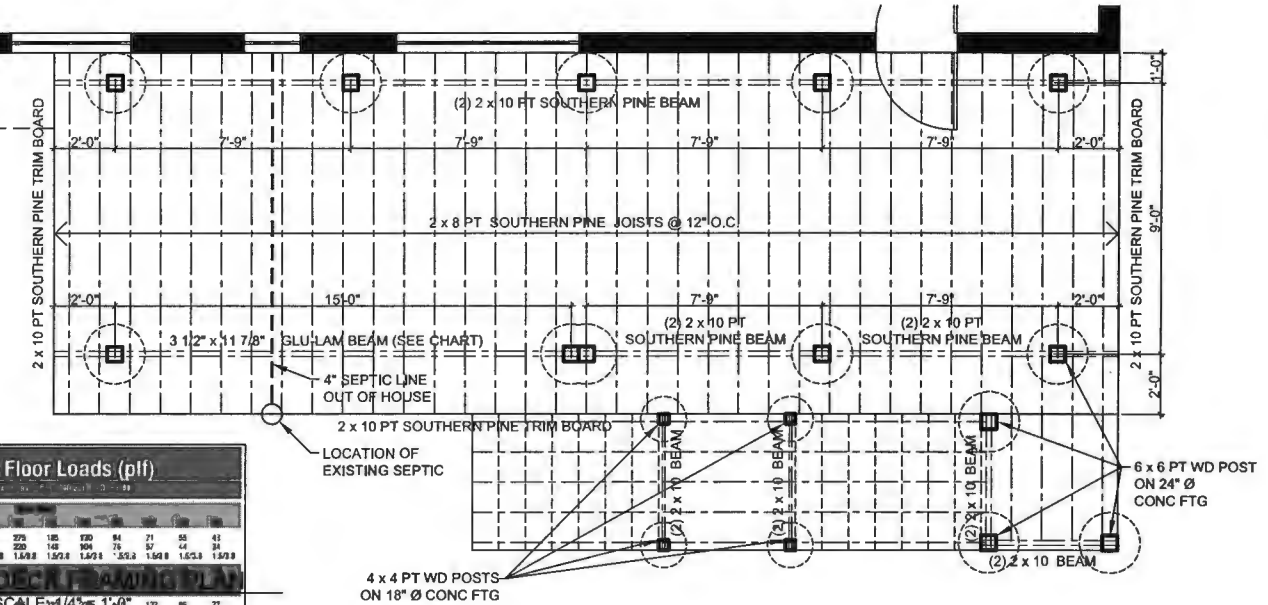 (2) 2 x 10 PT SOUTHERN PINE BEAM
1'-0"
2 x 10 PT SOUTHERN PINE TRIM BOARD
2'-0" 7'-9" 7'-9" 7'-9" 7'-9" 2'-0"
2 x 10 PT SOUTHERN PINE TRIM BOARD
2 x 8 PT SOUTHERN PINE JOISTS @ 12" O.C.
9'-0"
2'-0" 15'-0" 7'-9" 7'-9" 2'-0"
3 1/2" x 11 7/8" GLU-LAM BEAM (SEE CHART)
(2) 2 x 10 PT
SOUTHERN PINE BEAM
(2) 2 x 10 PT
SOUTHERN PINE BEAM
2'-0"
4" SEPTIC LINE
OUT OF HOUSE
2 x 10 PT SOUTHERN PINE TRIM BOARD
LOCATION OF
EXISTING SEPTIC
(2) 2 x 10 BEAM
(2) 2 x 10 BEAM
(2) 2 x 10 BEAM
6 x 6 PT WD POST
ON 24" Ø
CONC FTG
(2) 2 x 10 BEAM
4 x 4 PT WD POSTS
ON 18" Ø CONC FTG
Floor Loads (plf)
DECK FRAMING PLAN
SCALE 1/4" = 1'-0"